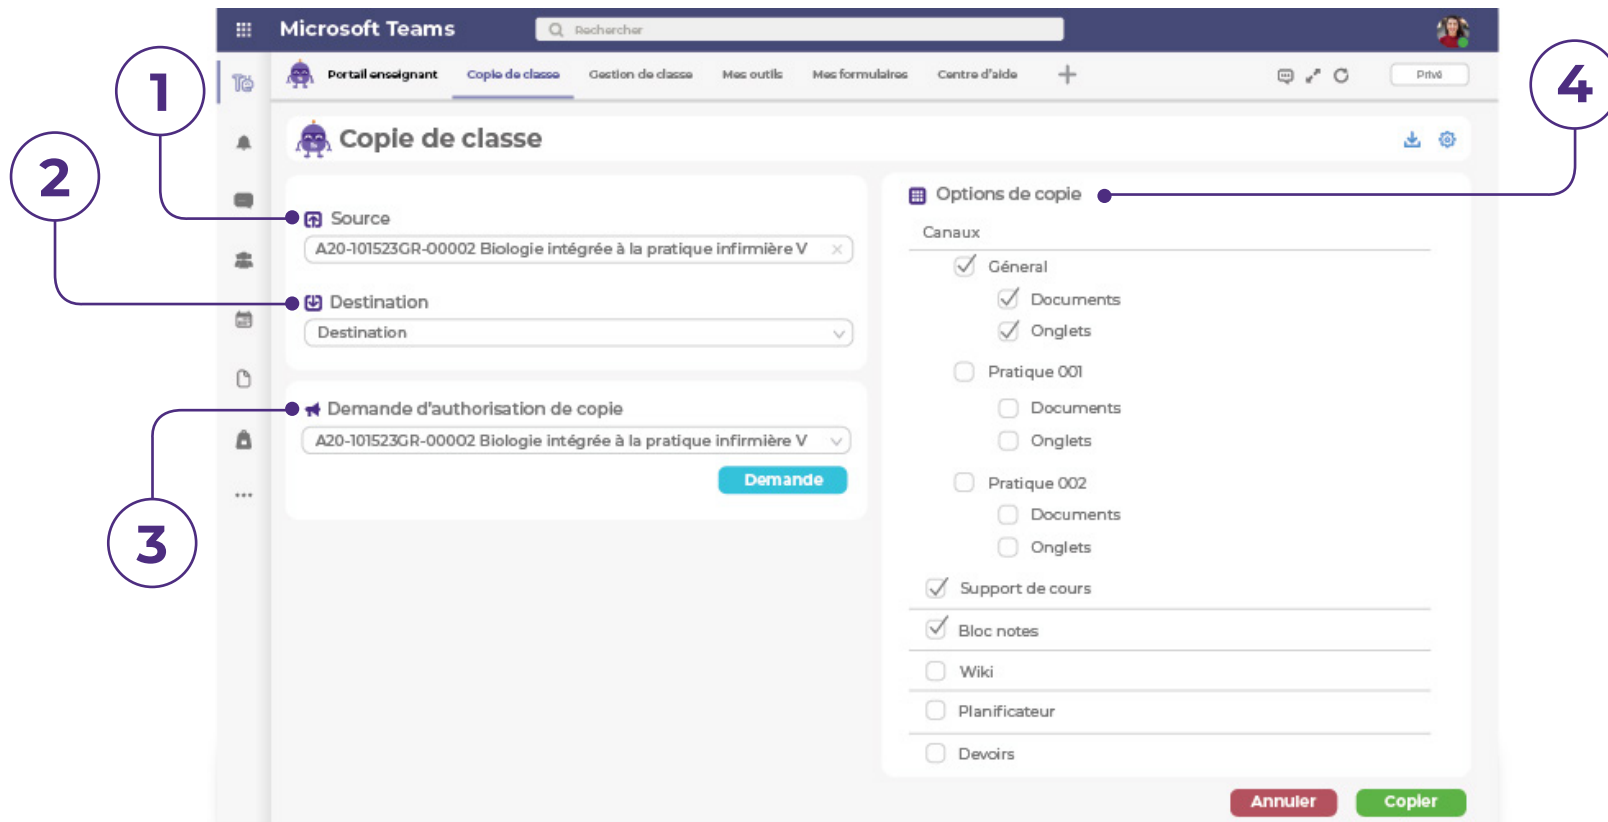 Microsoft Teams
Rechercher
1
2
3
4
Portail enseignant
Copie de classe
Gestion de classe
Mes outils
Mes formulaires
Centre d'aide
Privé
Copie de classe
Source
A20-101523GR-00002 Biologie intégrée à la pratique infirmière V
Destination
Destination
Demande d'authorisation de copie
A20-101523GR-00002 Biologie intégrée à la pratique infirmière V
Demande
Options de copie
Canaux
Géneral
Documents
Onglets
Pratique 001
Documents
Onglets
Pratique 002
Documents
Onglets
Support de cours
Bloc notes
Wiki
Planificateur
Devoirs
Annuler
Copier